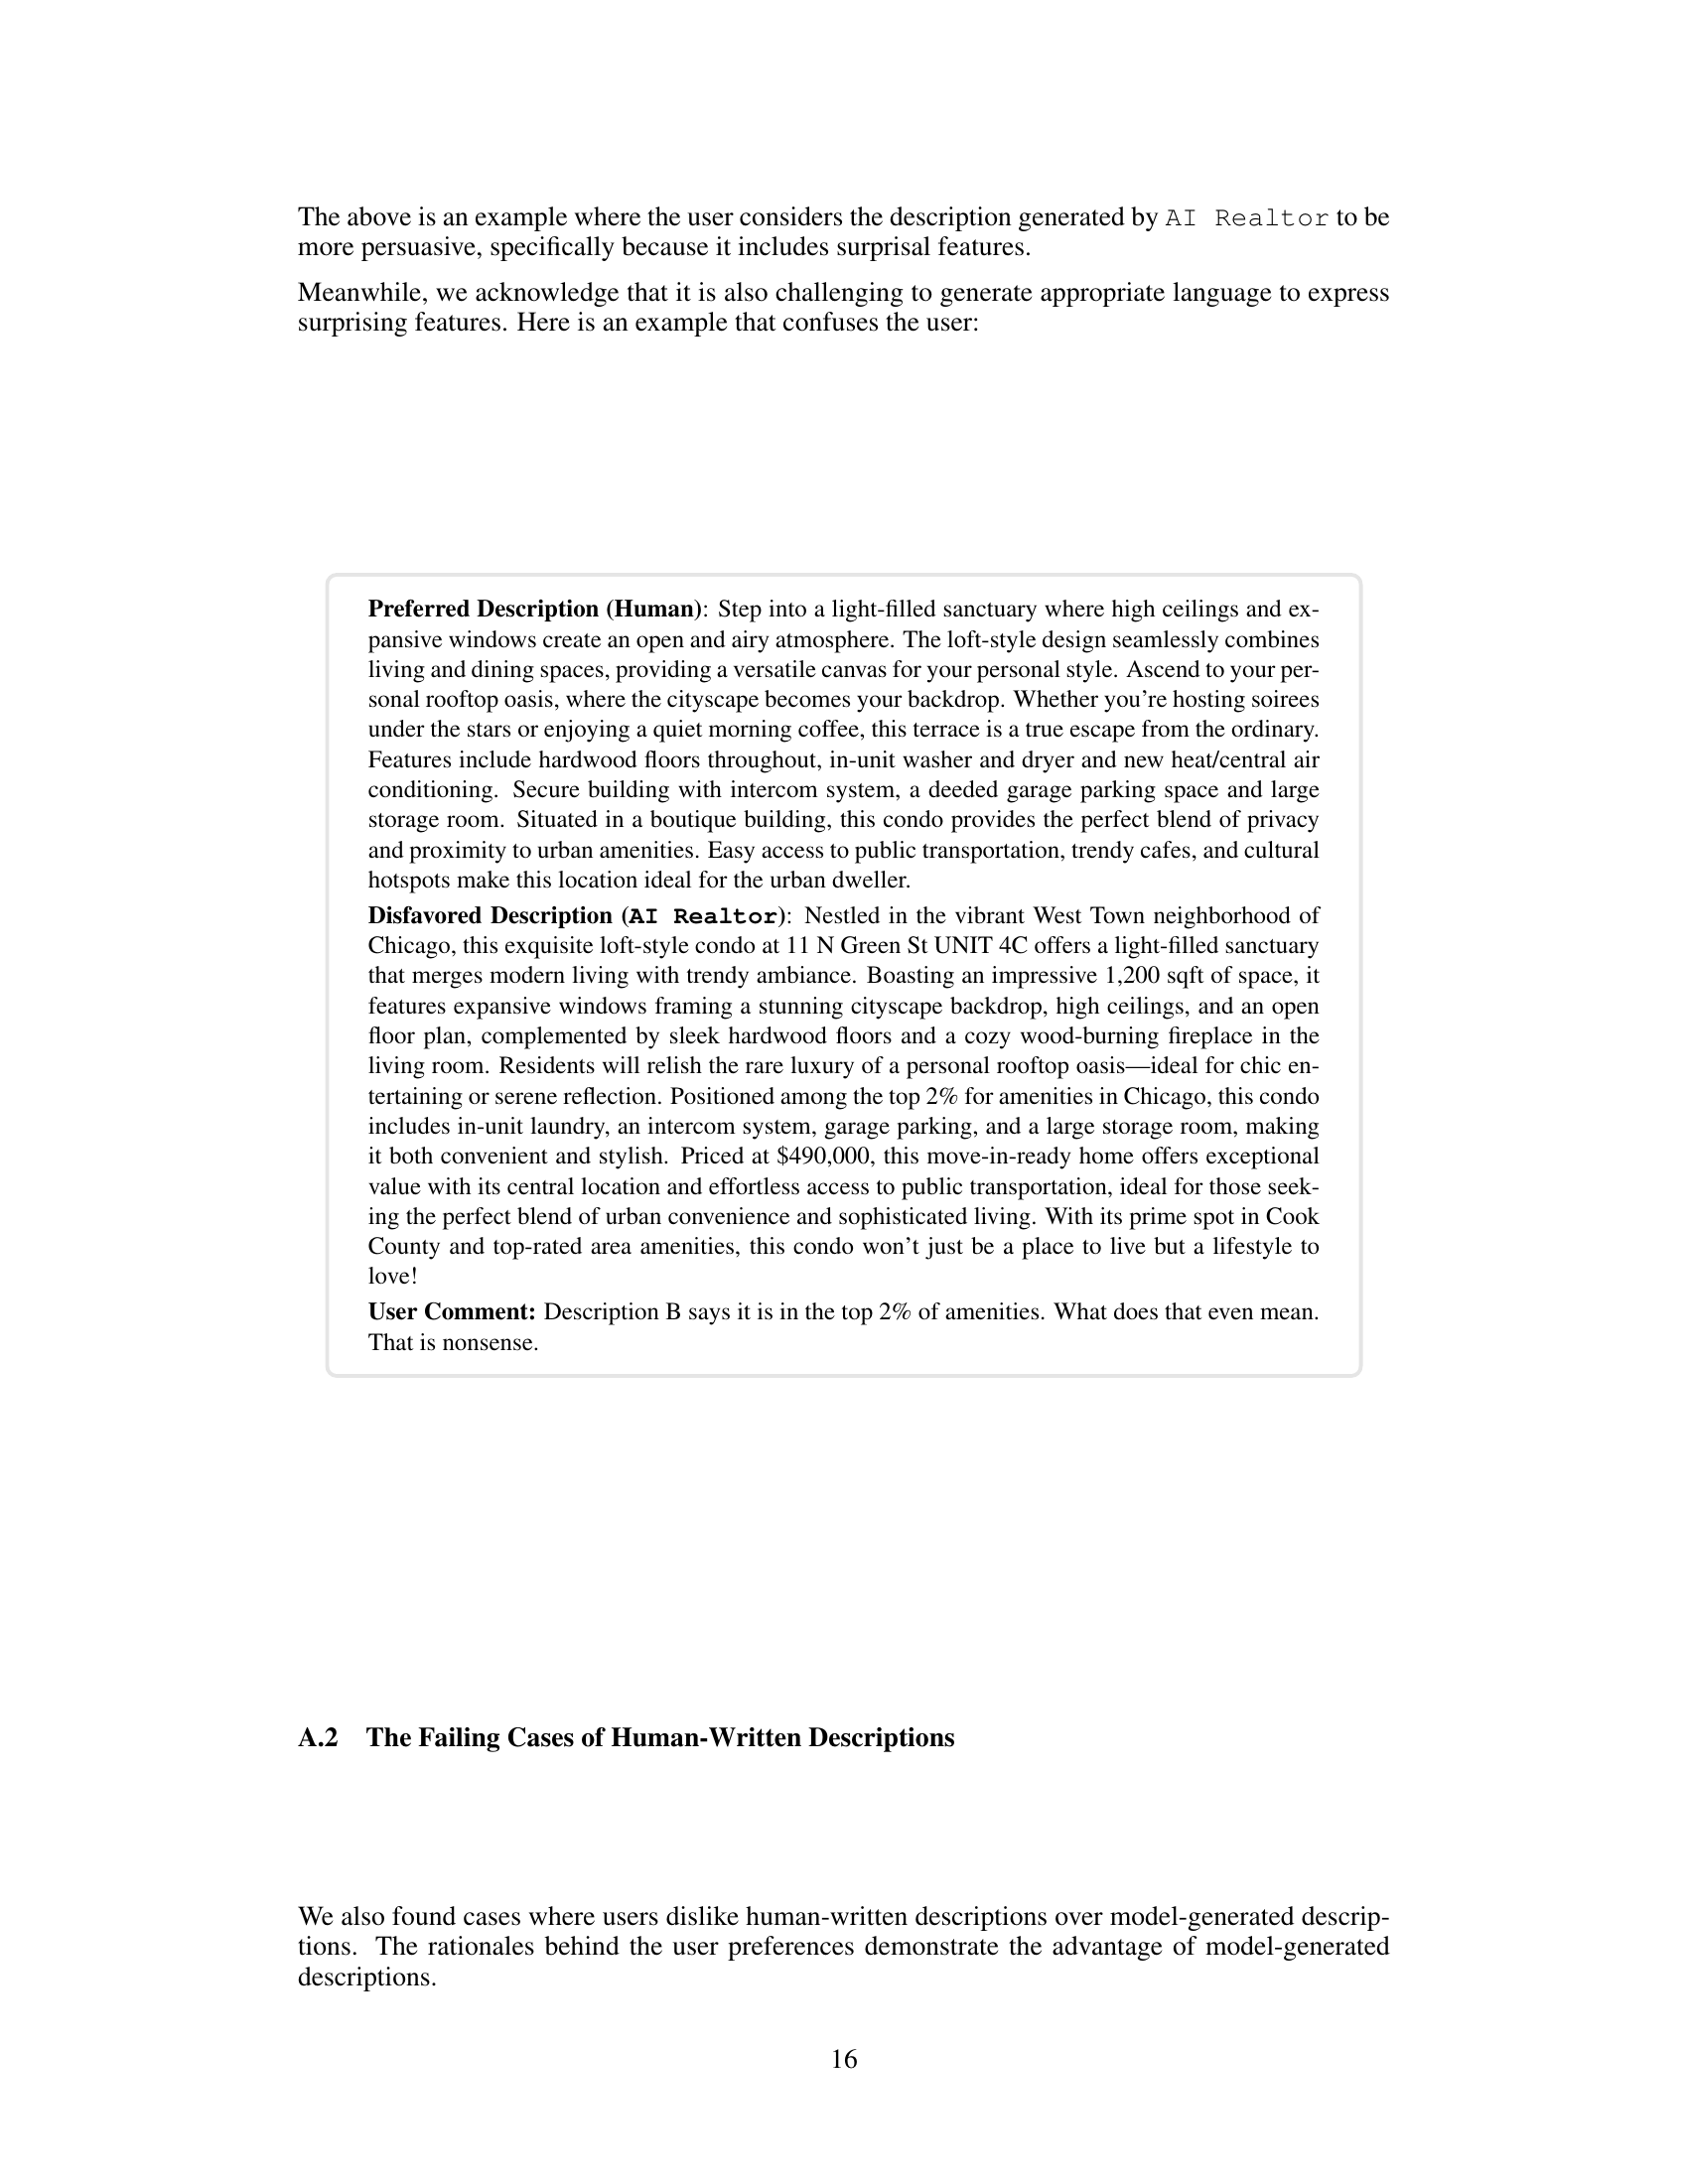 The above is an example where the user considers the description generated by AI Realtor to be
more persuasive, specifically because it includes surprisal features.
Meanwhile, we acknowledge that it is also challenging to generate appropriate language to express
surprising features. Here is an example that confuses the user:
Preferred Description (Human): Step into a light-filled sanctuary where high ceilings and ex-
pansive windows create an open and airy atmosphere. The loft-style design seamlessly combines
living and dining spaces, providing a versatile canvas for your personal style. Ascend to your per-
sonal rooftop oasis, where the cityscape becomes your backdrop. Whether you're hosting soirees
under the stars or enjoying a quiet morning coffee, this terrace is a true escape from the ordinary.
Features include hardwood floors throughout, in-unit washer and dryer and new heat/central air
conditioning. Secure building with intercom system, a deeded garage parking space and large
storage room. Situated in a boutique building, this condo provides the perfect blend of privacy
and proximity to urban amenities. Easy access to public transportation, trendy cafes, and cultural
hotspots make this location ideal for the urban dweller.
Disfavored Description (AI Realtor): Nestled in the vibrant West Town neighborhood of
Chicago, this exquisite loft-style condo at 11 N Green St UNIT 4C offers a light-filled sanctuary
that merges modern living with trendy ambiance. Boasting an impressive 1,200 sqft of space, it
features expansive windows framing a stunning cityscape backdrop, high ceilings, and an open
floor plan, complemented by sleek hardwood floors and a cozy wood-burning fireplace in the
living room. Residents will relish the rare luxury of a personal rooftop oasis—ideal for chic en-
tertaining or serene reflection. Positioned among the top 2% for amenities in Chicago, this condo
includes in-unit laundry, an intercom system, garage parking, and a large storage room, making
it both convenient and stylish. Priced at $490,000, this move-in-ready home offers exceptional
value with its central location and effortless access to public transportation, ideal for those seek-
ing the perfect blend of urban convenience and sophisticated living. With its prime spot in Cook
County and top-rated area amenities, this condo won't just be a place to live but a lifestyle to
love!
User Comment: Description B says it is in the top 2% of amenities. What does that even mean.
That is nonsense.
A.2 The Failing Cases of Human-Written Descriptions
We also found cases where users dislike human-written descriptions over model-generated descrip-
tions. The rationales behind the user preferences demonstrate the advantage of model-generated
descriptions.
16